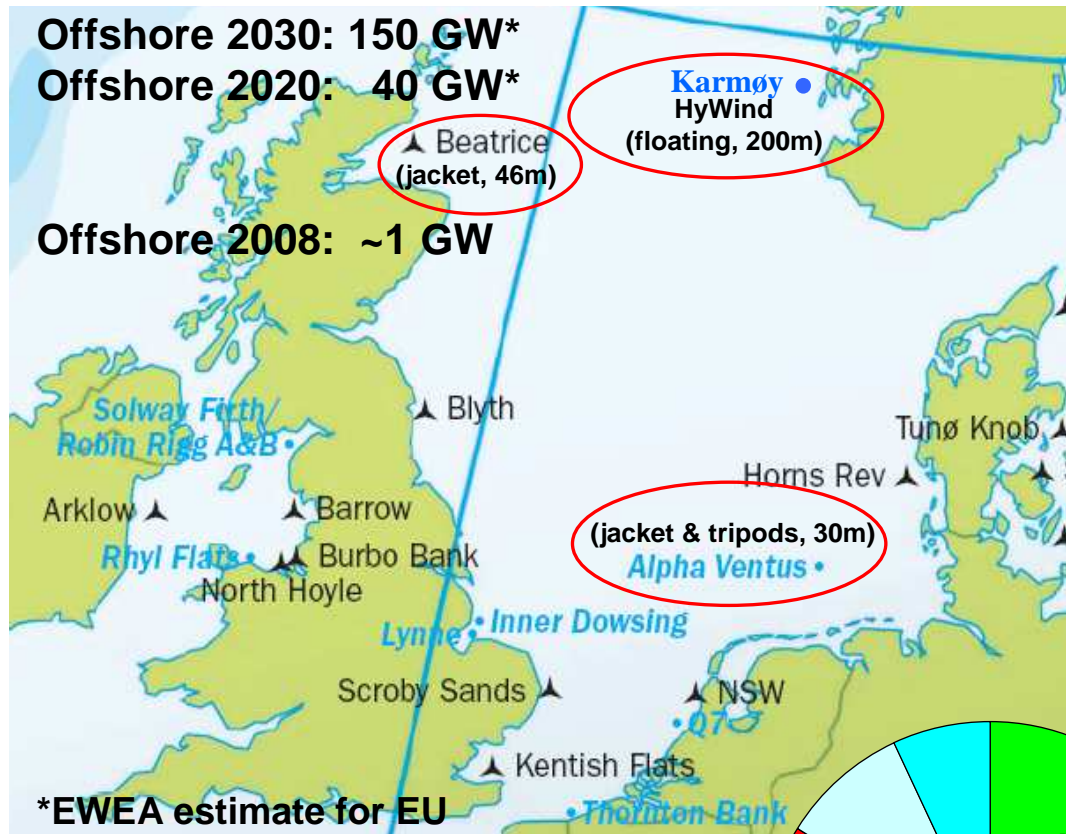 Offshore 2030: 150 GW*
Offshore 2020: 40 GW*
Karmøy
HyWind
(floating, 200m)
Beatrice
(jacket, 46m)
Offshore 2008: ~1 GW
Solway Firth/
Robin Rigg A&B
Blyth
Tunø Knob
Horns Rev
Arklow
Barrow
(jacket & tripods, 30m)
Alpha Ventus
Rhyl Flats
Burbo Bank
North Hoyle
Inner Dowsing
Lynne
Scroby Sands
NSW
Q7
Kentish Flats
Thornton Bank
*EWEA estimate for EU